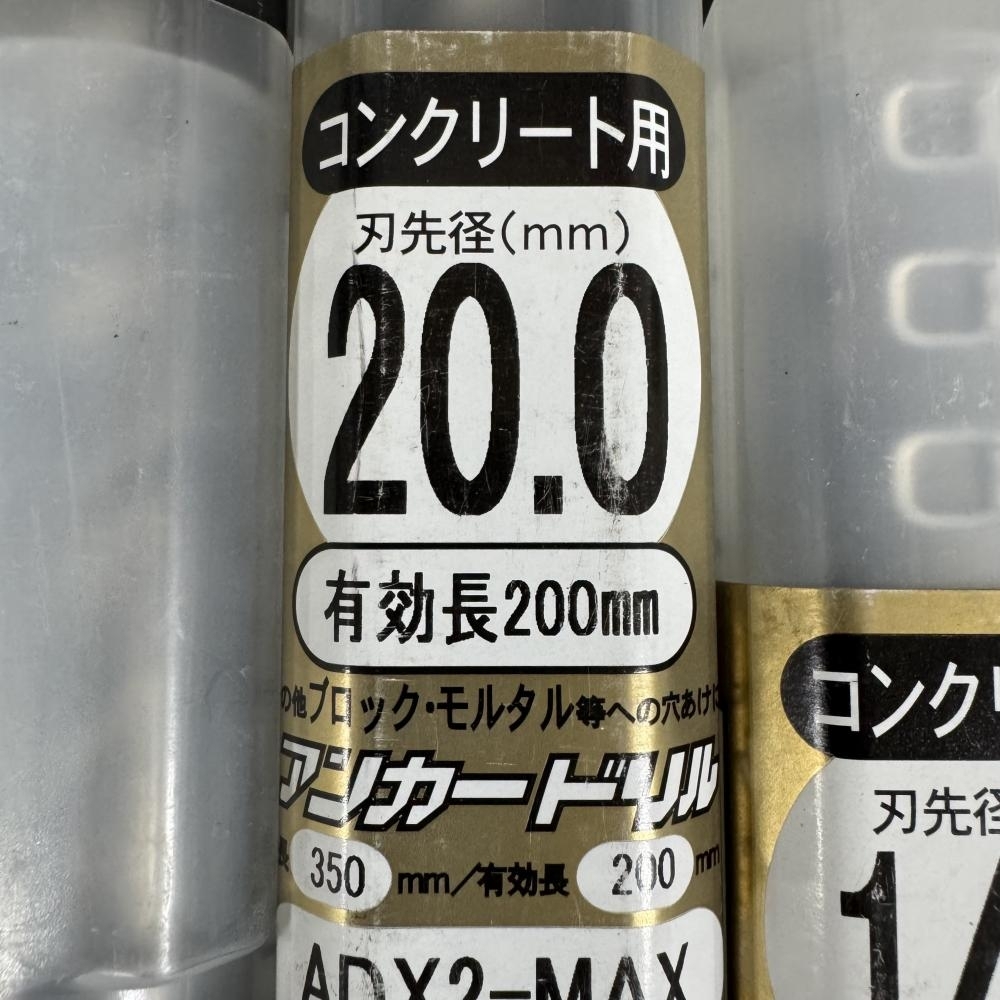 コンクリート用
刃先径(mm)
20.0
有効長200mm
の他ブロック・モルタル等への穴あけに
アンカードリル
長 350 mm/有効長 200 mm
ADX2-MAX
コンク
刃先径